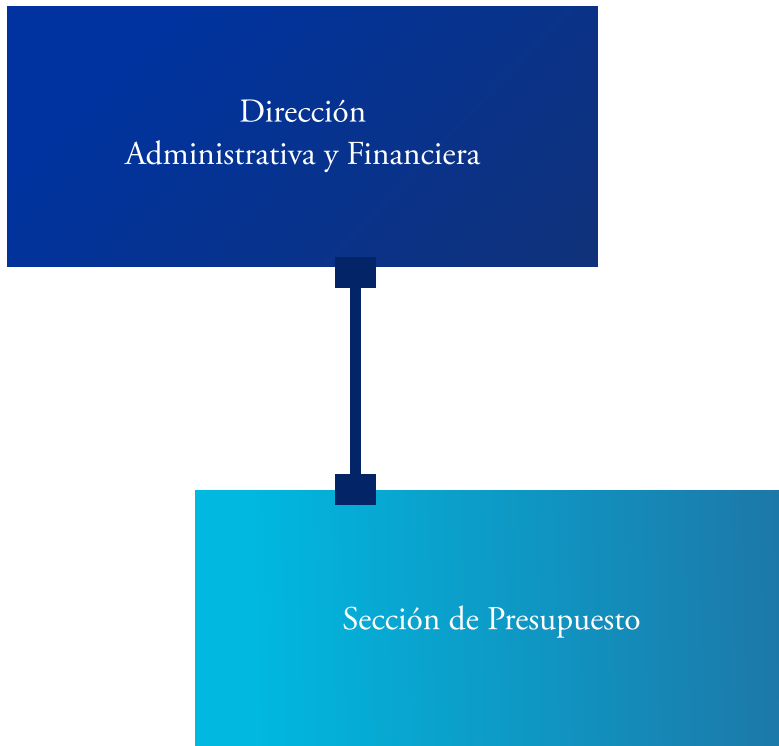 Dirección
Administrativa y Financiera
Sección de Presupuesto